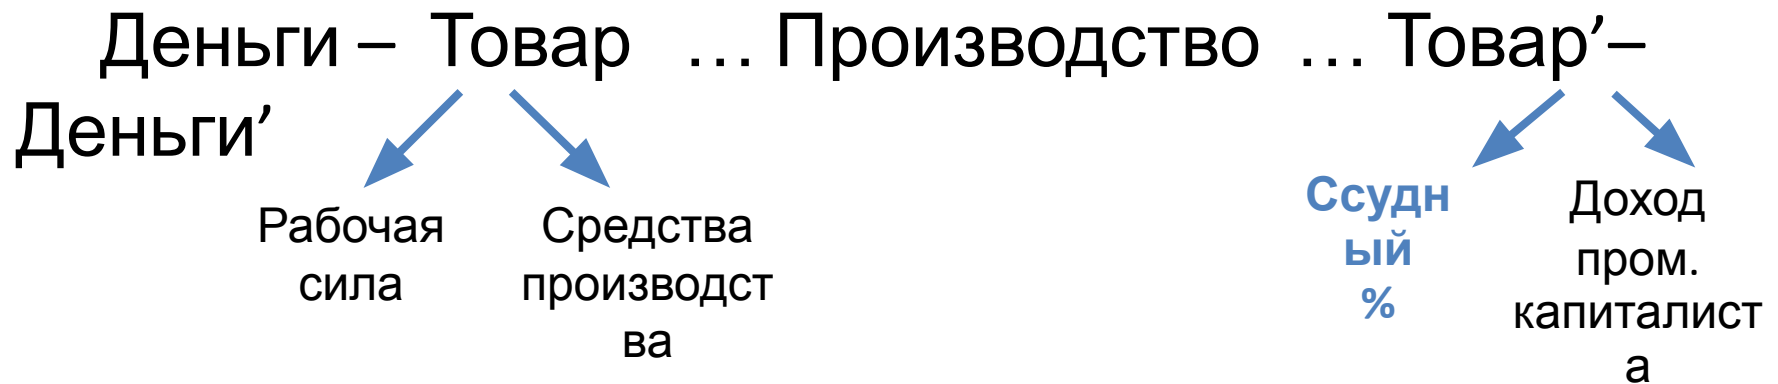 Деньги – Товар … Производство … Товар′–
Деньги′
Рабочая
сила
Средства
производст
ва
Ссудн
ый
%
Доход
пром.
капиталист
а